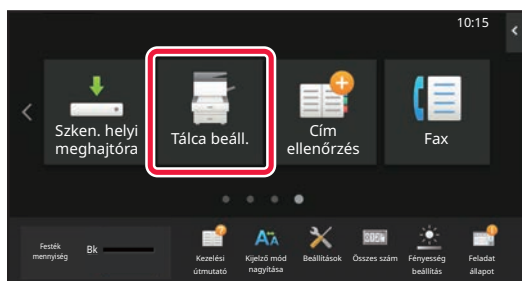 10:15
Szken. helyi
meghajtóra
Tálca beáll.
Cím
ellenőrzés
Fax
Festék
mennyiség
Bk
Kezelési
útmutató
Kijelző mód
nagyítása
Beállítások
Összes szám
Fényesség
beállítás
Feladat
állapot